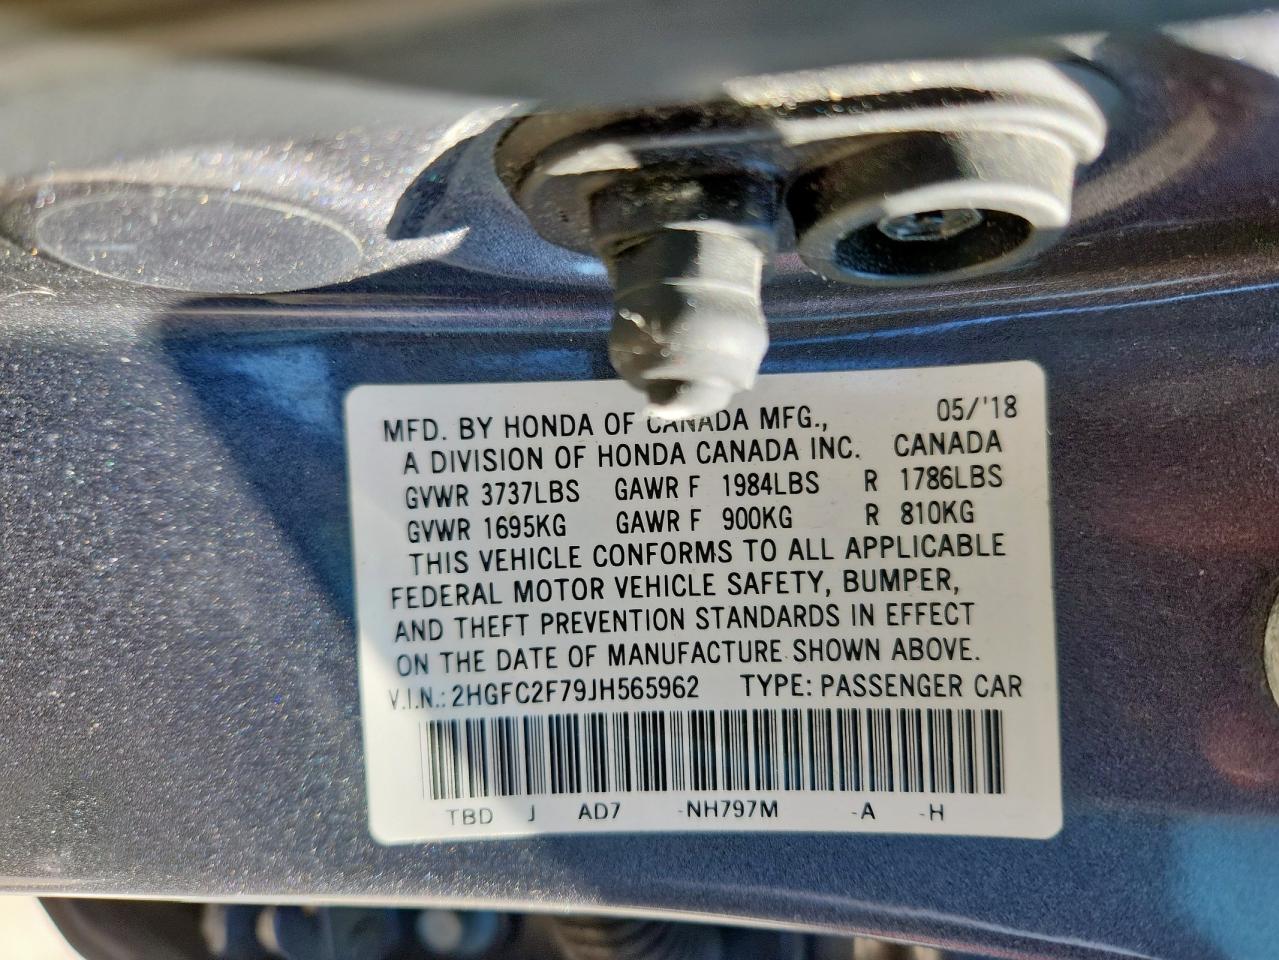 MFD. BY HONDA OF CANADA MFG., 05/'18
A DIVISION OF HONDA CANADA INC. CANADA
GVWR 3737LBS GAWR F 1984LBS R 1786LBS
GVWR 1695KG GAWR F 900KG R 810KG
THIS VEHICLE CONFORMS TO ALL APPLICABLE
FEDERAL MOTOR VEHICLE SAFETY, BUMPER,
AND THEFT PREVENTION STANDARDS IN EFFECT
ON THE DATE OF MANUFACTURE SHOWN ABOVE.
V.I.N.: 2HGFC2F79JH565962 TYPE: PASSENGER CAR
TBD J AD7 -NH797M -A -H